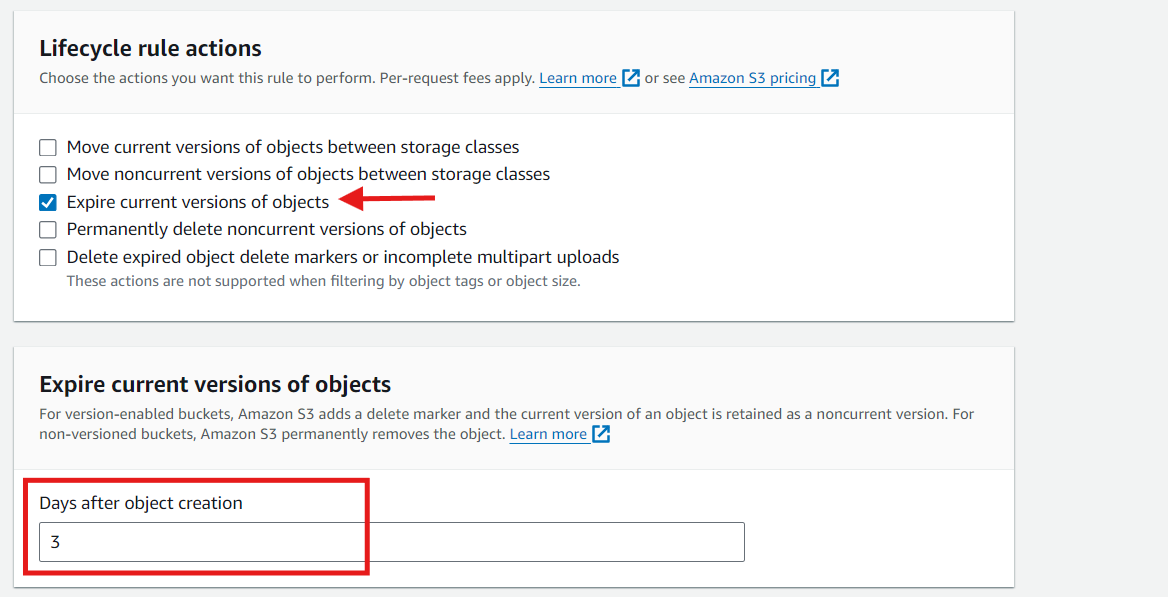 Lifecycle rule actions
Choose the actions you want this rule to perform. Per-request fees apply. Learn more or see Amazon S3 pricing
Move current versions of objects between storage classes
Move noncurrent versions of objects between storage classes
Expire current versions of objects
Permanently delete noncurrent versions of objects
Delete expired object delete markers or incomplete multipart uploads
These actions are not supported when filtering by object tags or object size.
Expire current versions of objects
For version-enabled buckets, Amazon S3 adds a delete marker and the current version of an object is retained as a noncurrent version. For
non-versioned buckets, Amazon S3 permanently removes the object. Learn more
Days after object creation
3